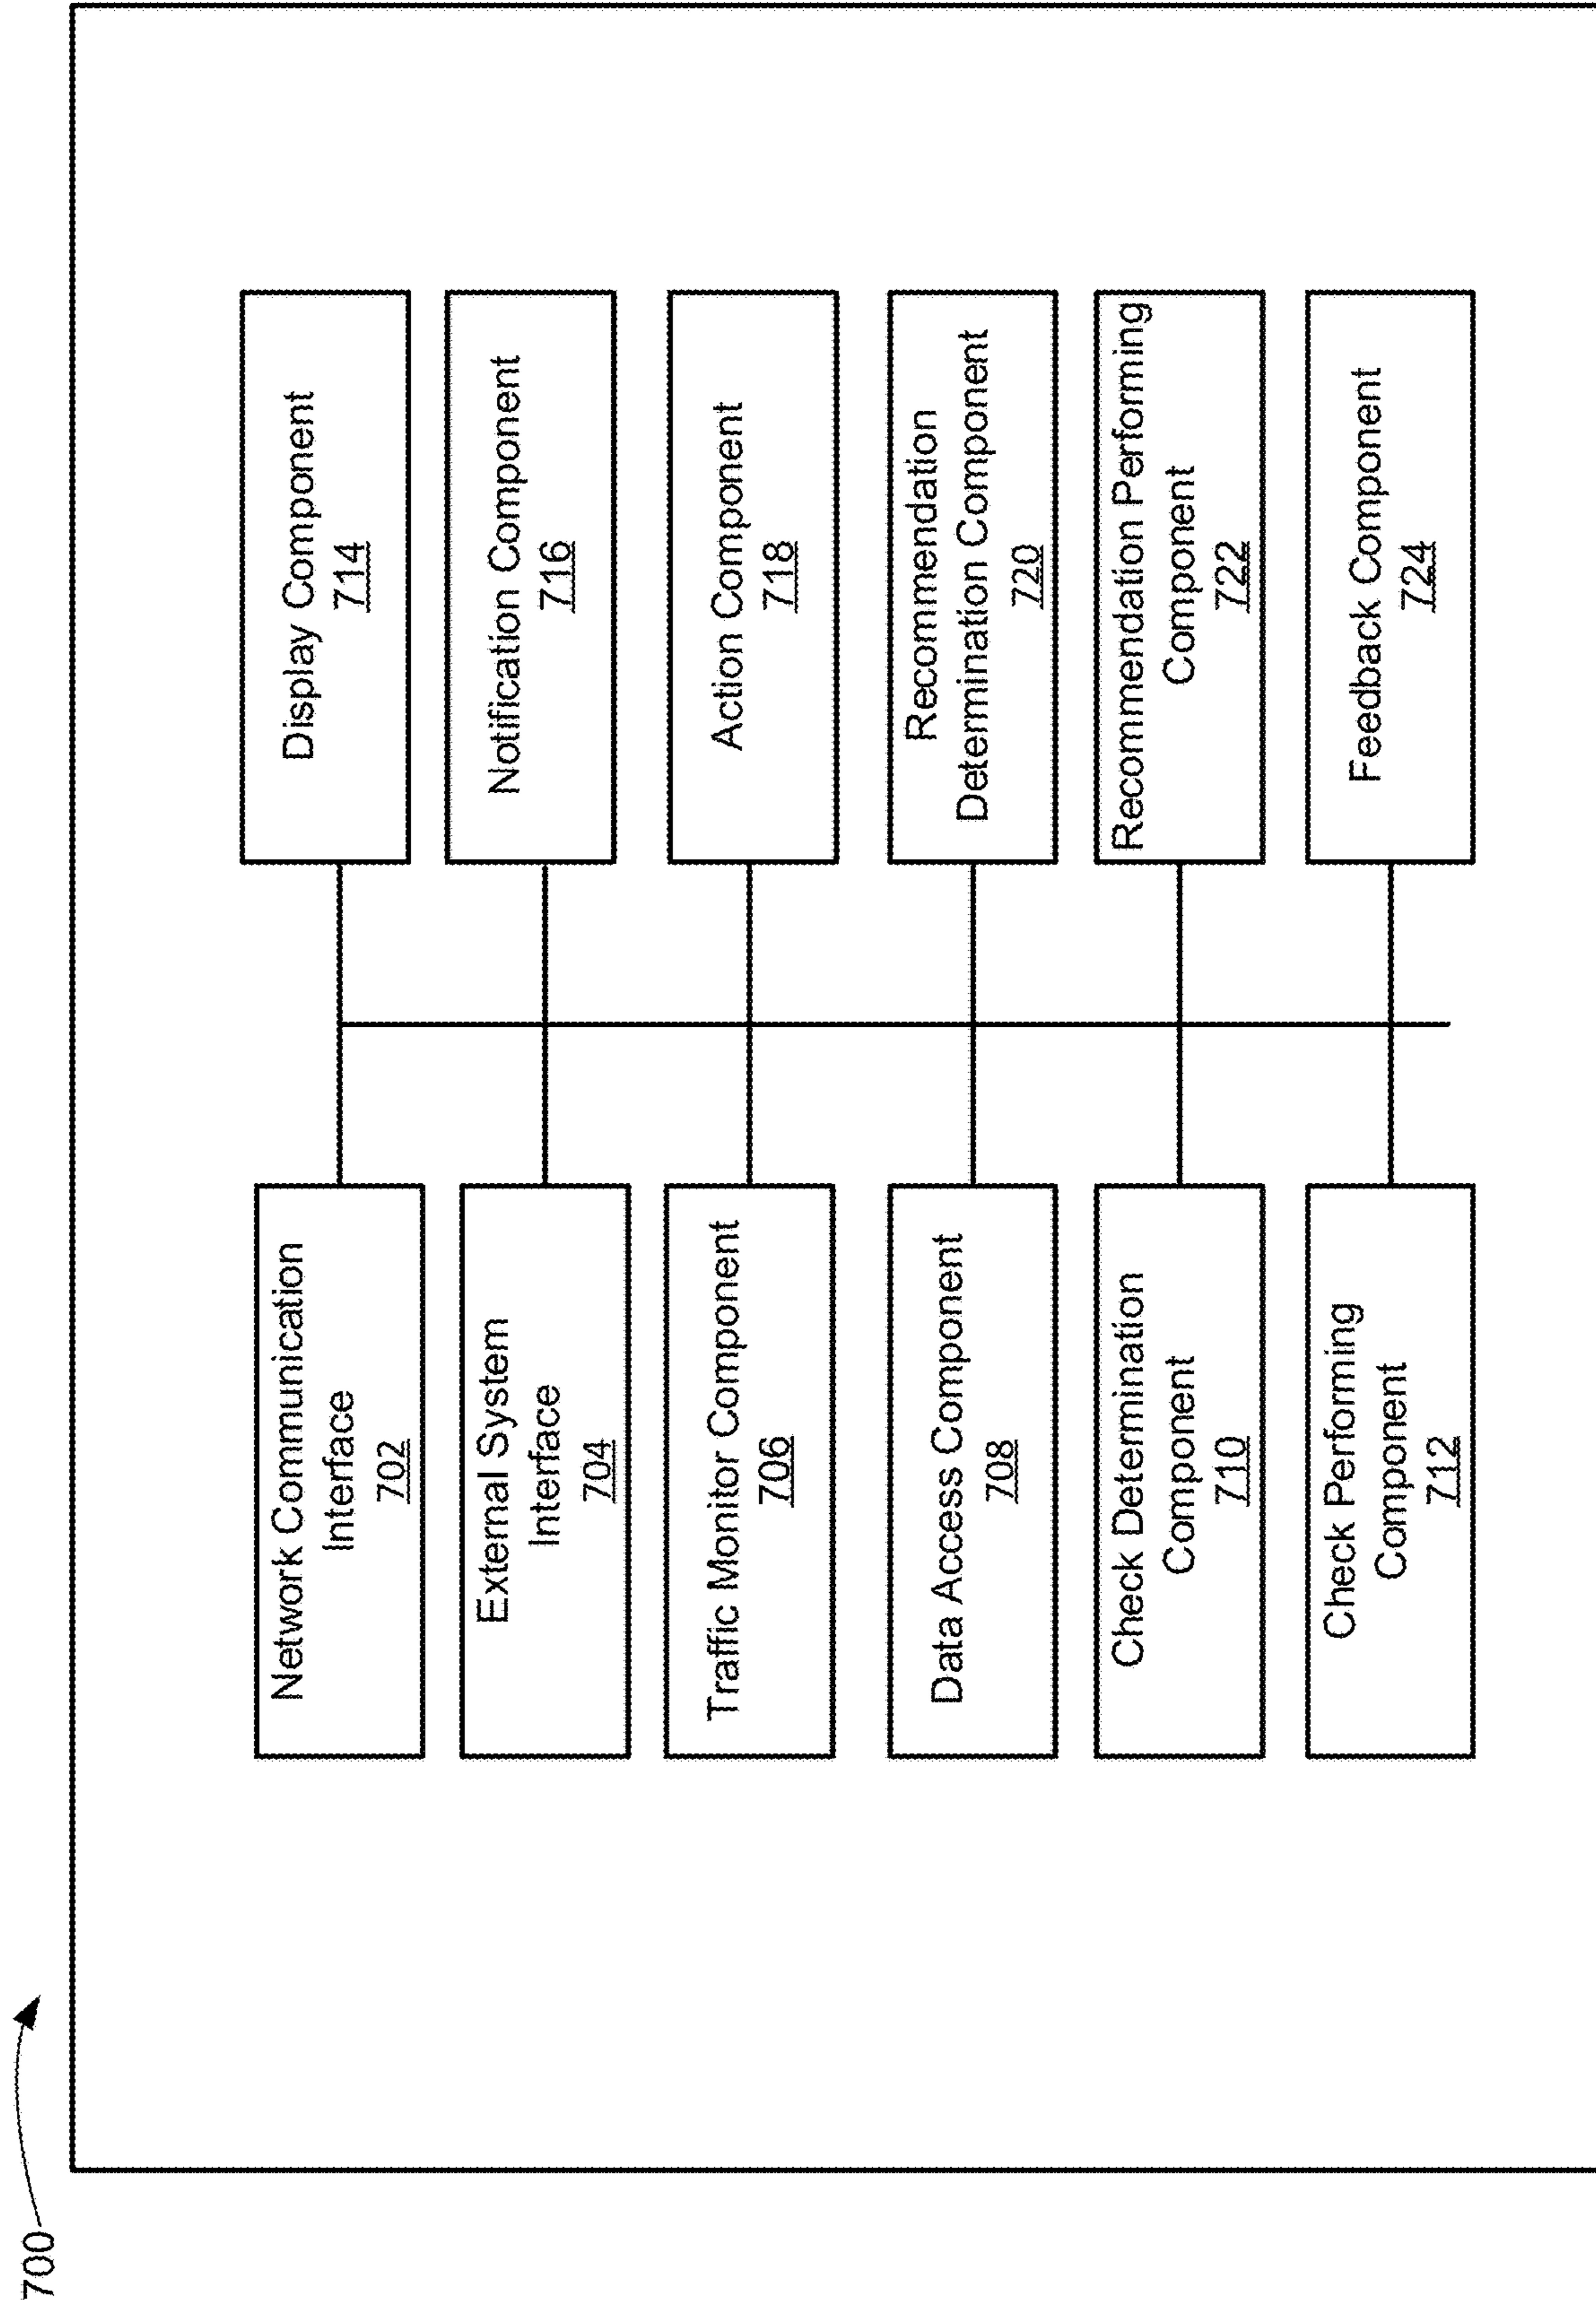 700
Network Communication
Interface
702
External System
Interface
704
Traffic Monitor Component
706
Data Access Component
708
Check Determination
Component
710
Check Performing
Component
712
Display Component
714
Notification Component
716
Action Component
718
Recommendation
Determination Component
720
Recommendation Performing
Component
722
Feedback Component
724